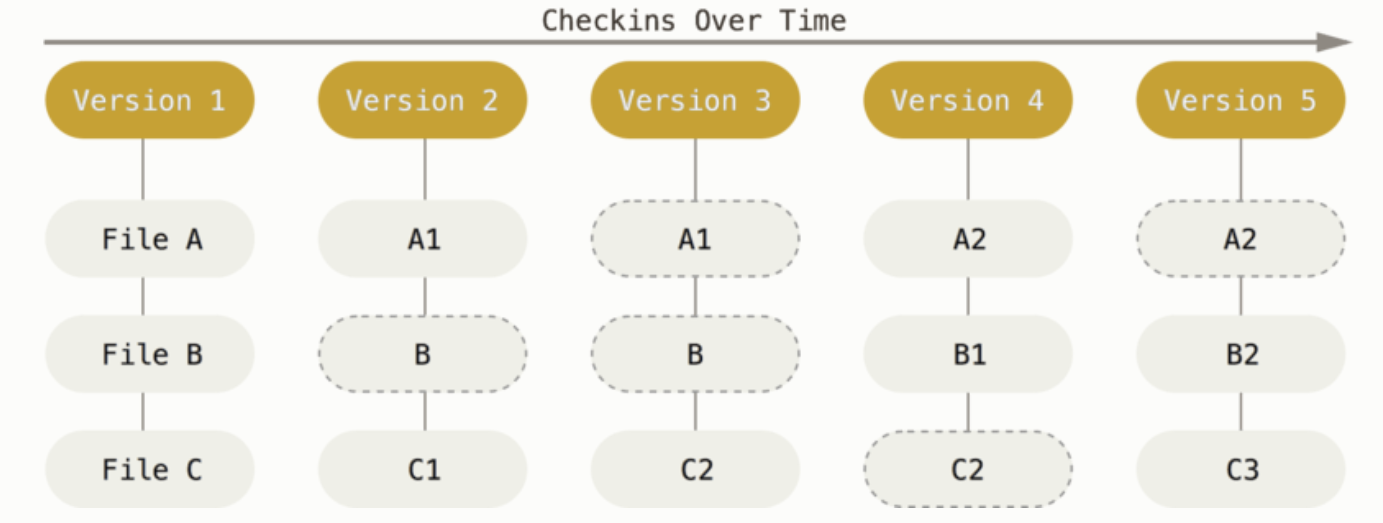 Checkins Over Time
Version 1 Version 2 Version 3 Version 4 Version 5
File A A1 A1 A2 A2
File B B B B1 B2
File C C1 C2 C2 C3